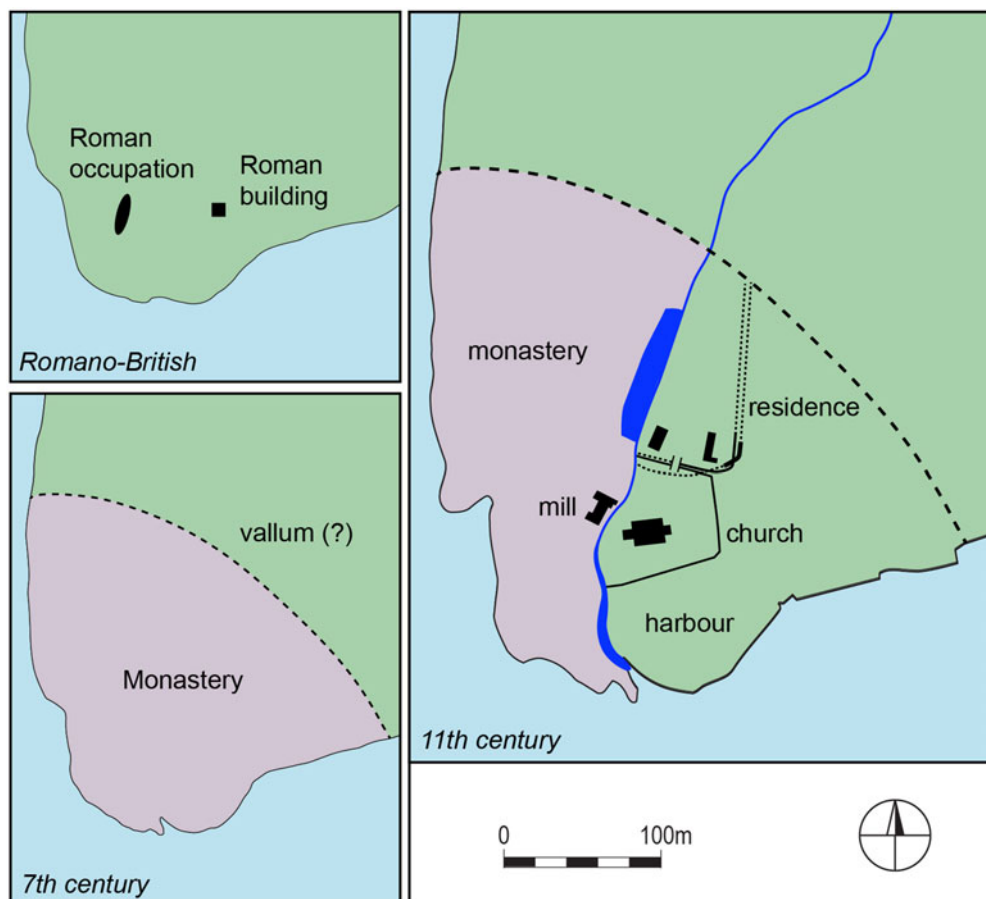 Roman
occupation
Roman
building
Romano-British
vallum (?)
Monastery
7th century
monastery
residence
mill
church
harbour
11th century
0 100m